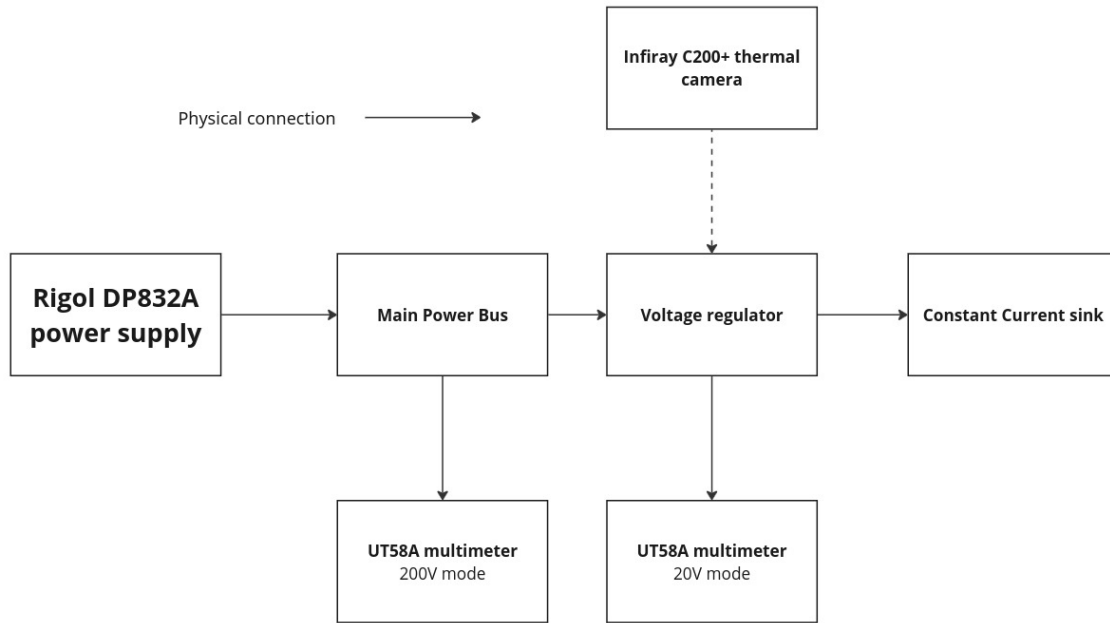 Infiray C200+ thermal
camera
Physical connection
Rigol DP832A
power supply
Main Power Bus
Voltage regulator
Constant Current sink
UT58A multimeter
200V mode
UT58A multimeter
20V mode